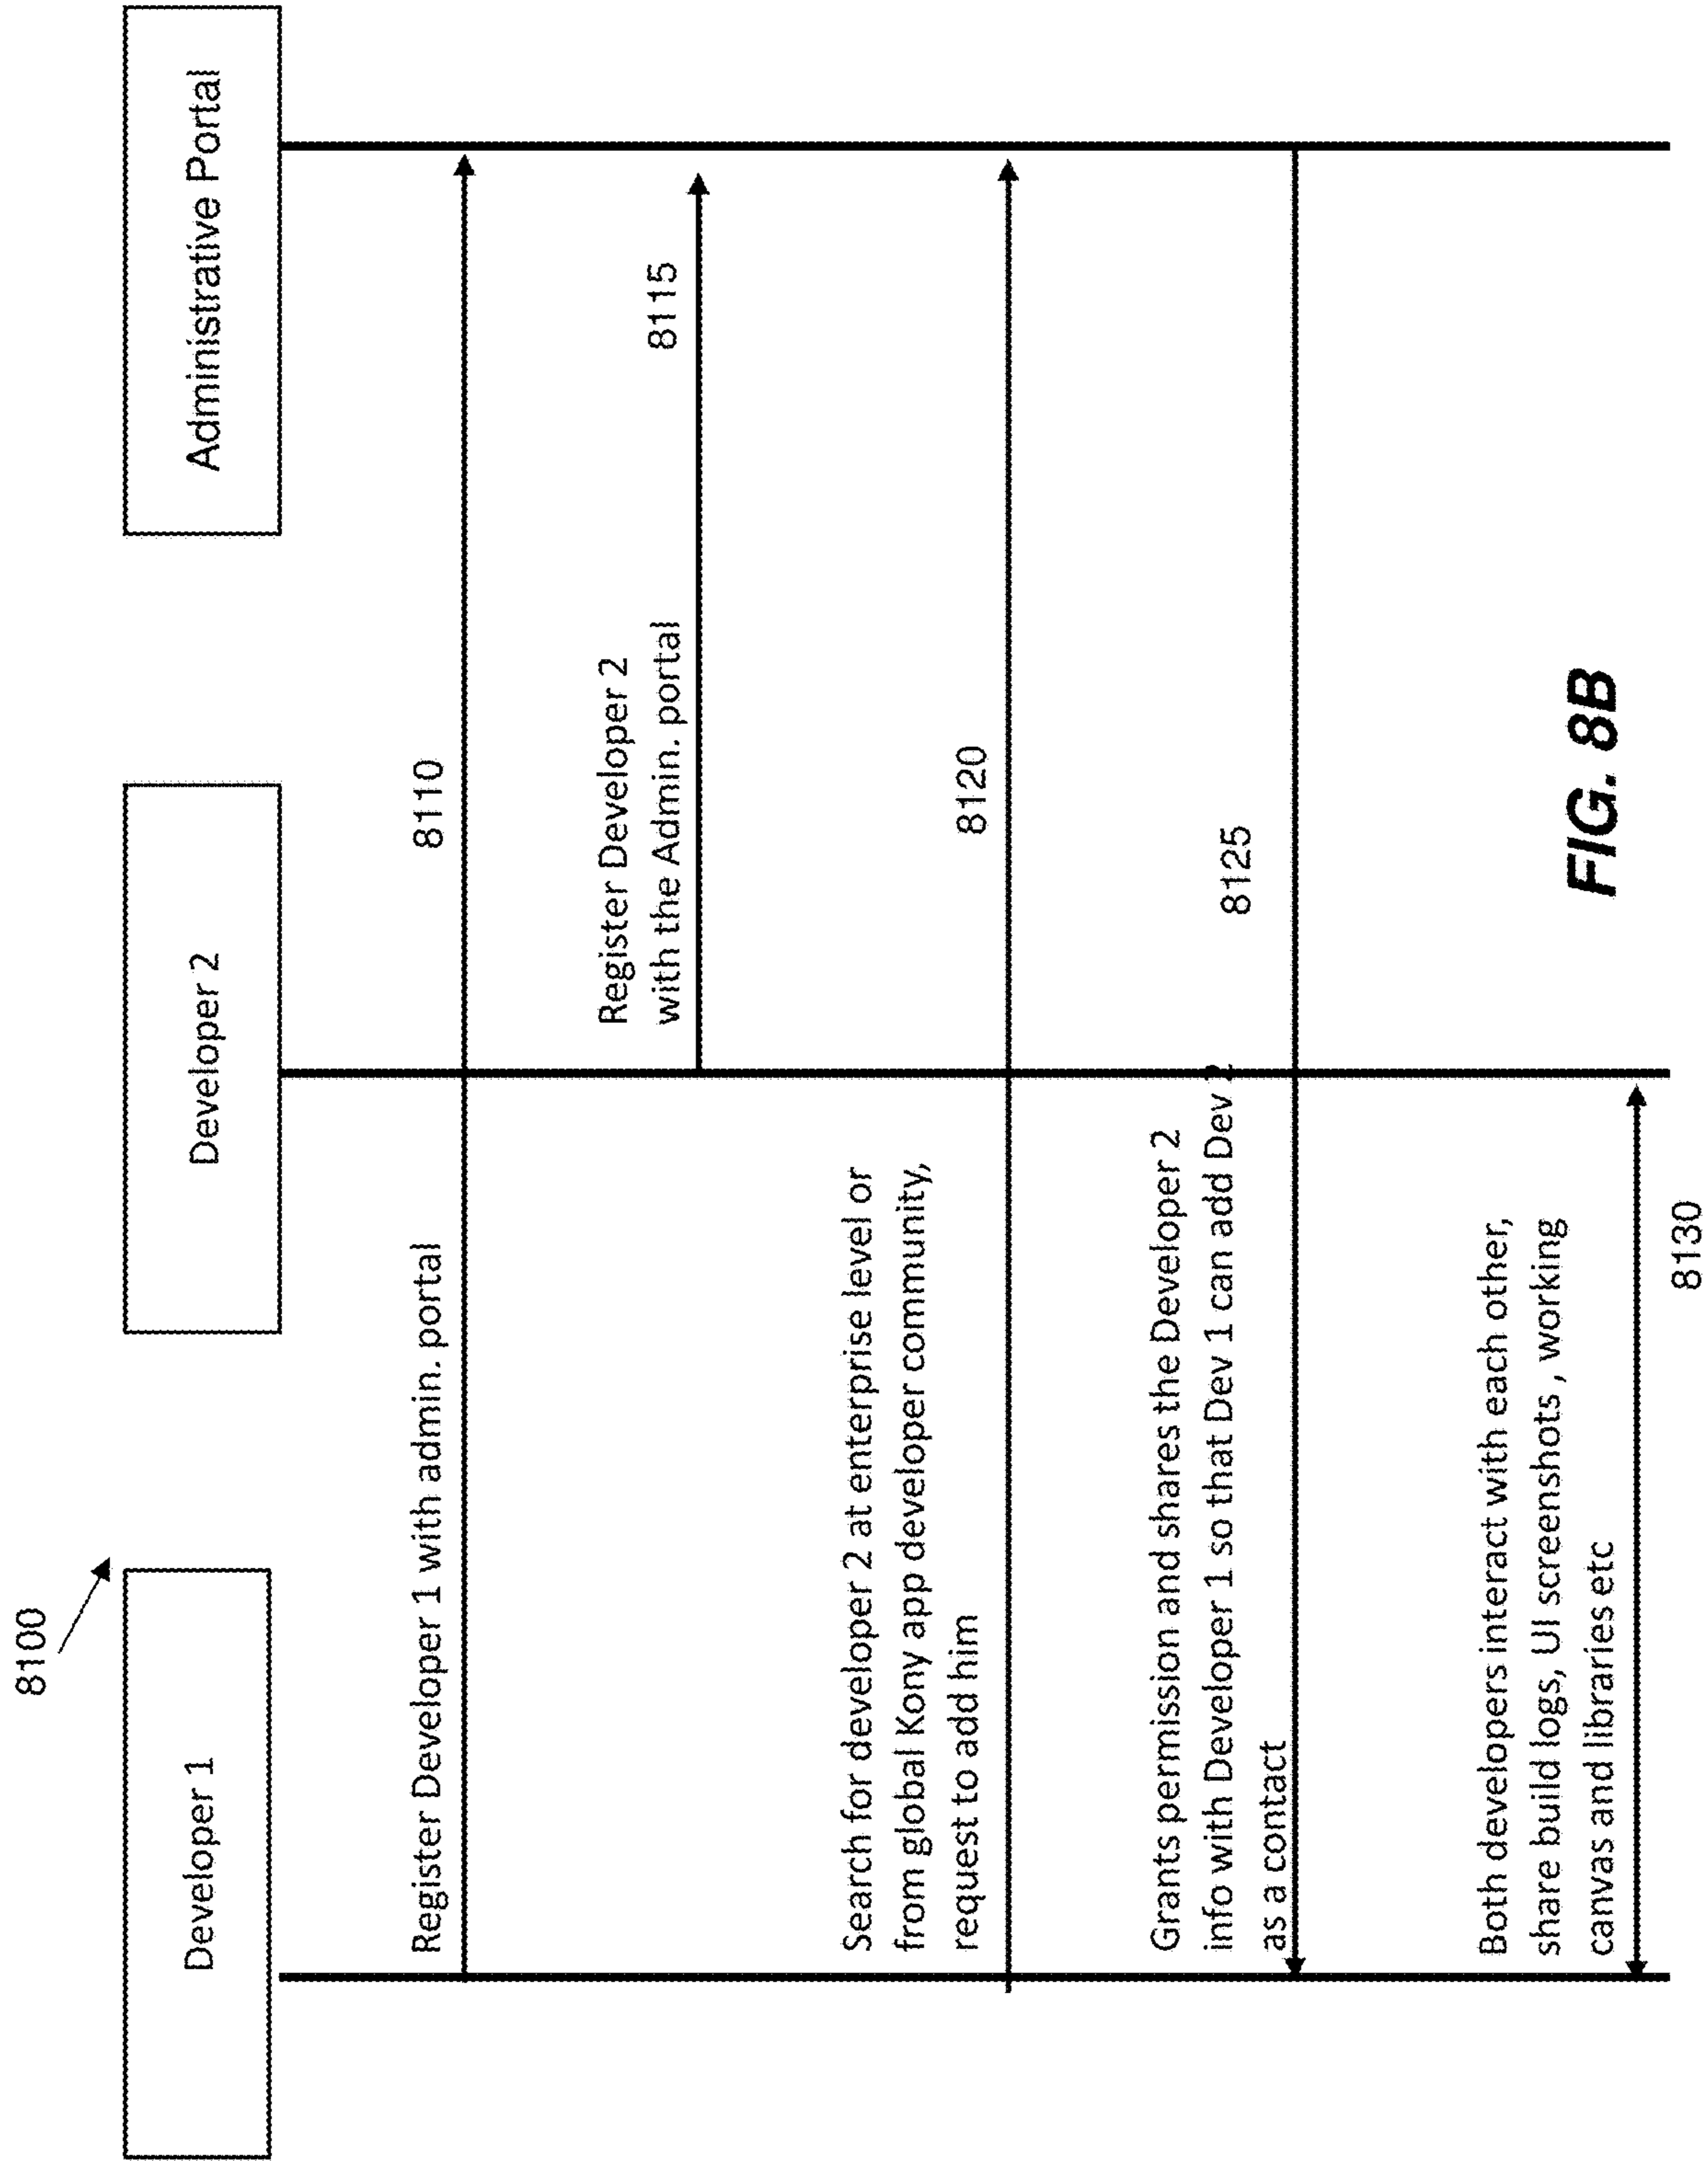 8100
Developer 1
Developer 2
Administrative Portal
Register Developer 1 with admin. portal
8110
Register Developer 2
with the Admin. portal
8115
Search for developer 2 at enterprise level or
from global Kony app developer community,
request to add him
8120
Grants permission and shares the Developer 2
info with Developer 1 so that Dev 1 can add Dev 2
as a contact
8125
Both developers interact with each other,
share build logs, UI screenshots , working
canvas and libraries etc
8130
FIG. 8B